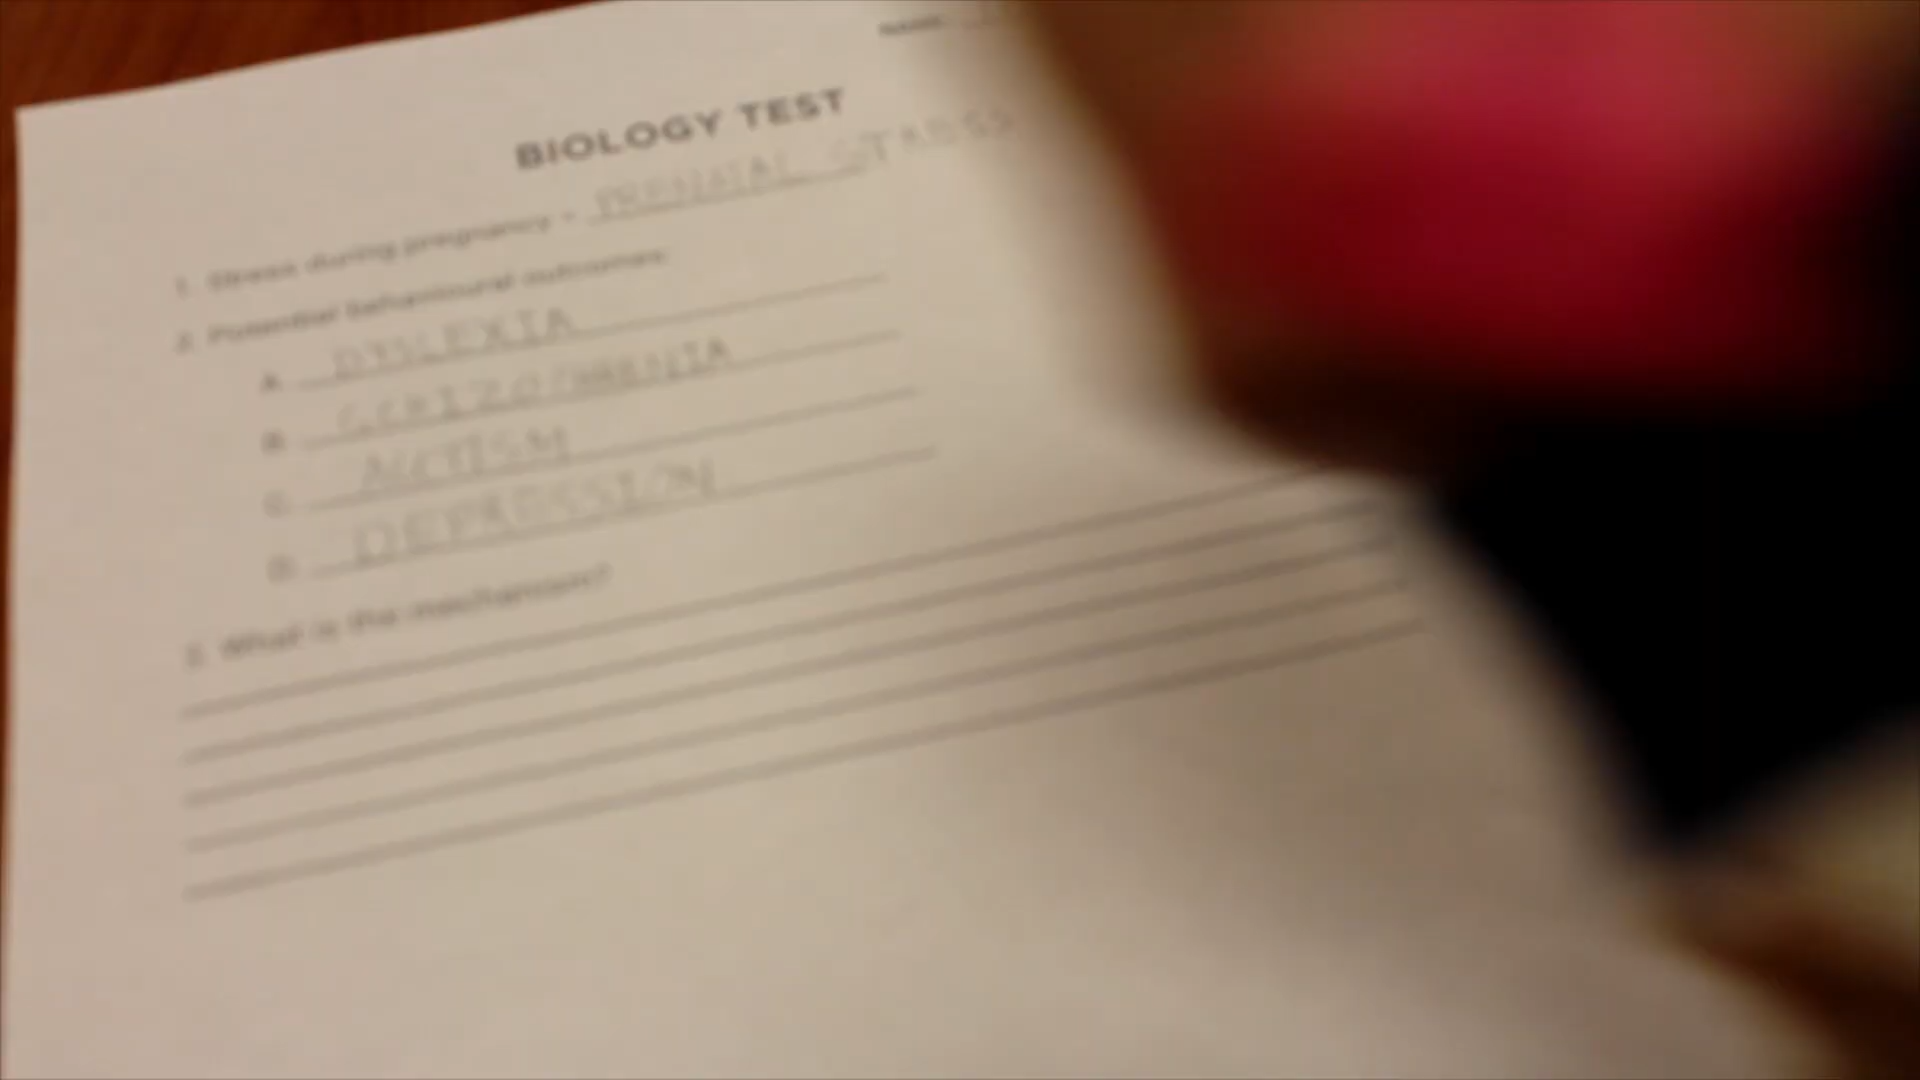 NAME:
BIOLOGY TEST
1. Stress during pregnancy = PRENATAL STRESS
2. Potential behavioural outcomes:
A. DYSLEXIA
B. SCHIZOPHRENIA
C. AUTISM
D. DEPRESSION
3. What is the mechanism?